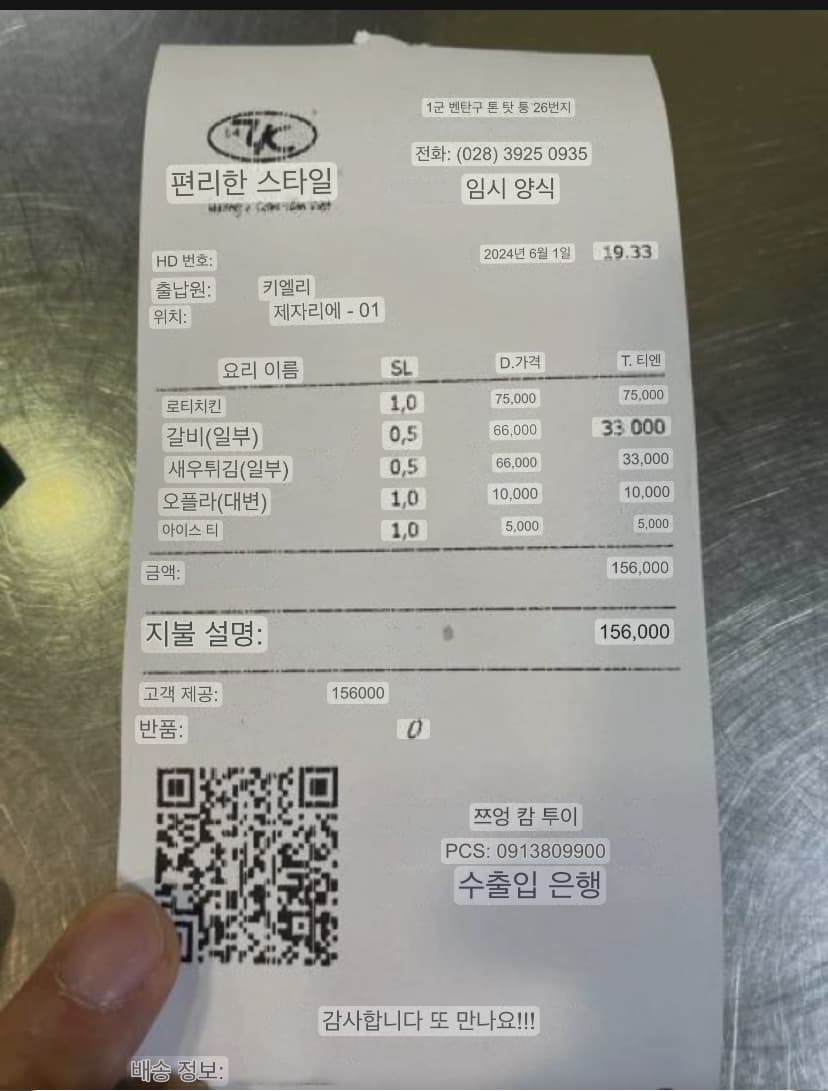 1군 벤탄구 톤 탓 통 26번지
TK
전화: (028) 3925 0935
편리한 스타일
임시 양식
HD 번호:
2024년 6월 1일 19.33
출납원: 키엘리
위치: 제자리에 - 01
요리 이름 SL D.가격 T. 티엔
로티치킨 1,0 75,000 75,000
갈비(일부) 0,5 66,000 33 000
새우튀김(일부) 0,5 66,000 33,000
오플라(대변) 1,0 10,000 10,000
아이스 티 1,0 5,000 5,000
금액: 156,000
지불 설명: 156,000
고객 제공: 156000
반품: 0
쯔엉 캄 투이
PCS: 0913809900
수출입 은행
감사합니다 또 만나요!!!
배송 정보: